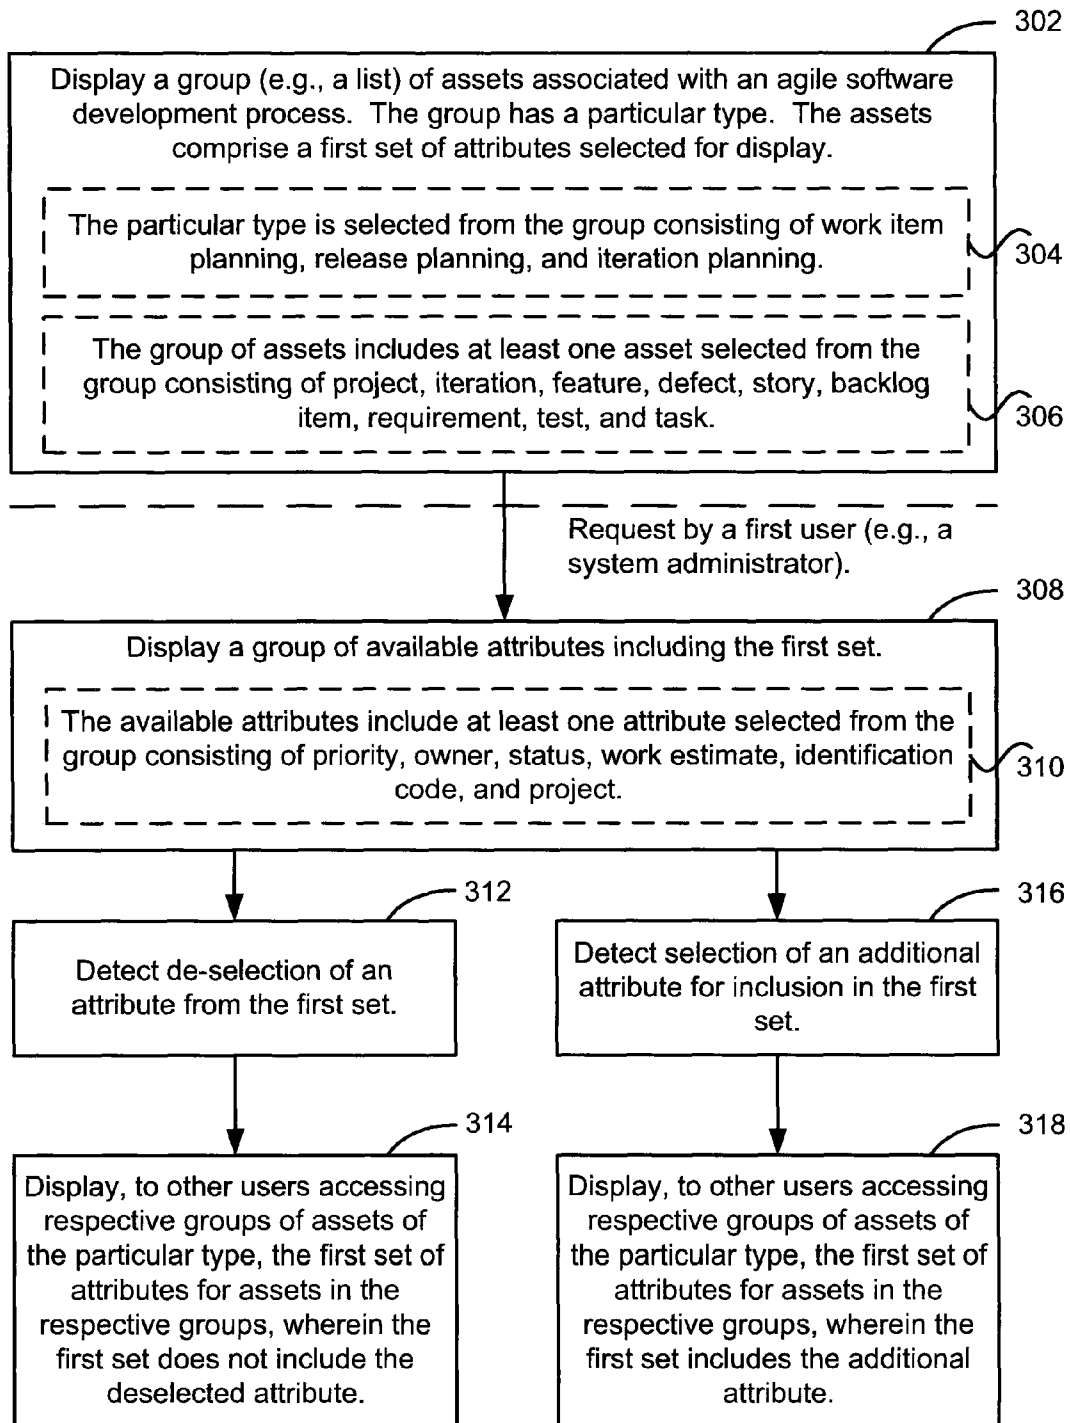 302
Display a group (e.g., a list) of assets associated with an agile software
development process. The group has a particular type. The assets
comprise a first set of attributes selected for display.
The particular type is selected from the group consisting of work item
planning, release planning, and iteration planning.
304
The group of assets includes at least one asset selected from the
group consisting of project, iteration, feature, defect, story, backlog
item, requirement, test, and task.
306
Request by a first user (e.g., a
system administrator).
308
Display a group of available attributes including the first set.
The available attributes include at least one attribute selected from the
group consisting of priority, owner, status, work estimate, identification
code, and project.
310
312
Detect de-selection of an
attribute from the first set.
316
Detect selection of an additional
attribute for inclusion in the first
set.
314
Display, to other users accessing
respective groups of assets of
the particular type, the first set of
attributes for assets in the
respective groups, wherein the
first set does not include the
deselected attribute.
318
Display, to other users accessing
respective groups of assets of
the particular type, the first set of
attributes for assets in the
respective groups, wherein the
first set includes the additional
attribute.